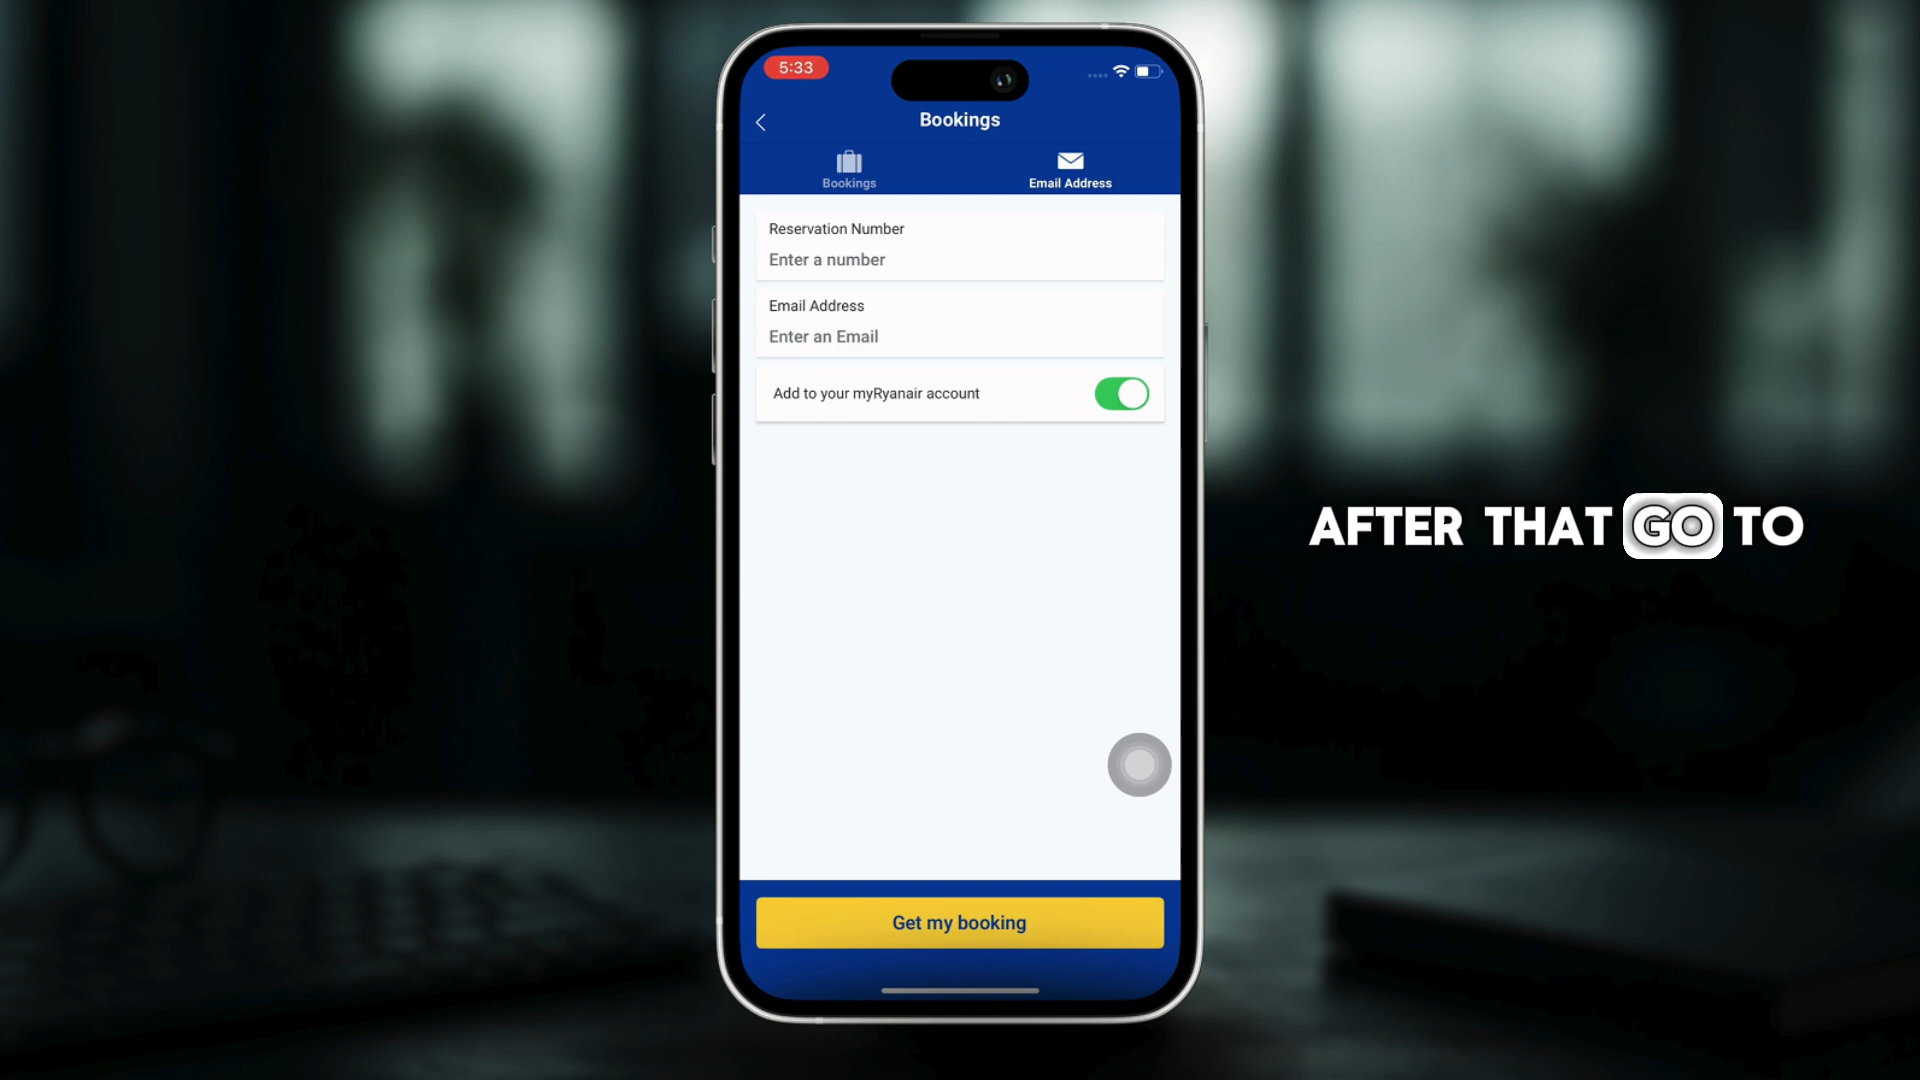 5:33
Bookings
Bookings
Email Address
Reservation Number
Enter a number
Email Address
Enter an Email
Add to your myRyanair account
AFTER THAT GO TO
Get my booking